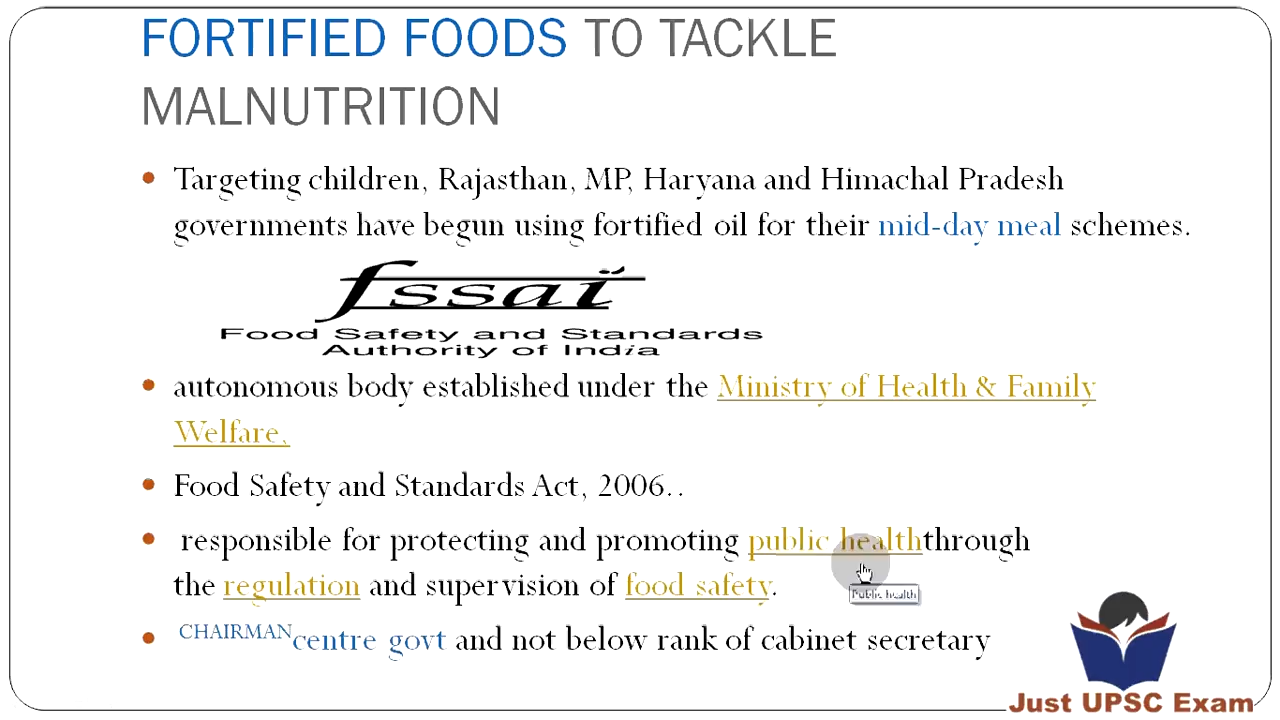 FORTIFIED FOODS TO TACKLE
MALNUTRITION
Targeting children, Rajasthan, MP, Haryana and Himachal Pradesh
governments have begun using fortified oil for their mid-day meal schemes.
fssai
Food Safety and Standards
Authority of India
autonomous body established under the Ministry of Health & Family
Welfare,
Food Safety and Standards Act, 2006..
responsible for protecting and promoting public healththrough
the regulation and supervision of food safety.
Public health
CHAIRMANcentre govt and not below rank of cabinet secretary
Just UPSC Exam